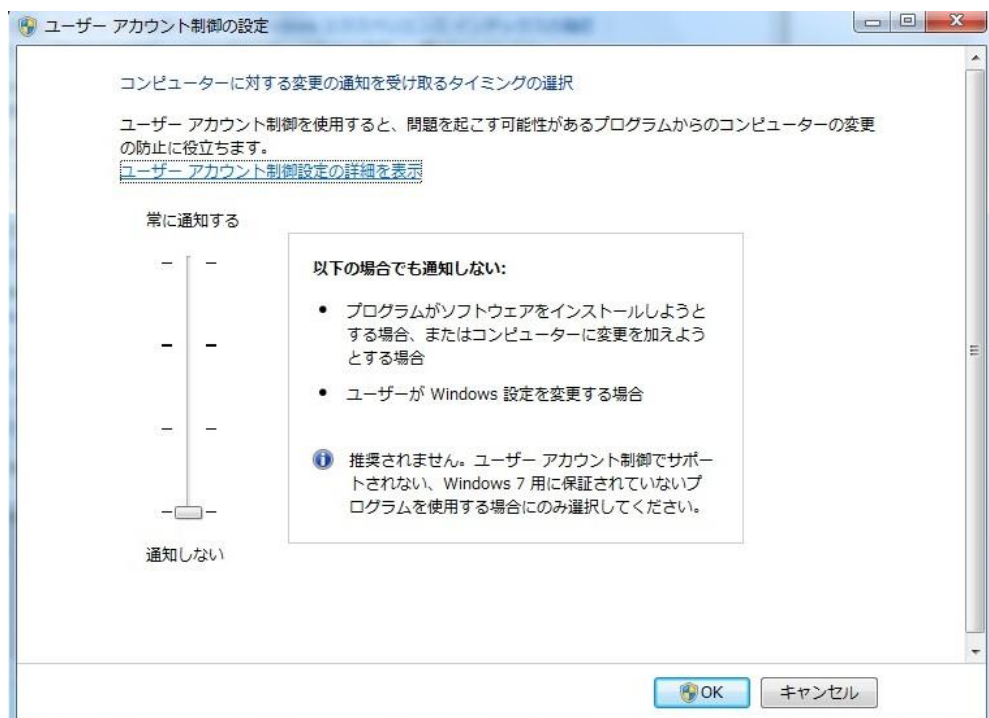 ユーザー アカウント制御の設定
コンピューターに対する変更の通知を受け取るタイミングの選択
ユーザー アカウント制御を使用すると、問題を起こす可能性があるプログラムからのコンピューターの変更
の防止に役立ちます。
ユーザー アカウント制御設定の詳細を表示
常に通知する
以下の場合でも通知しない:
• プログラムがソフトウェアをインストールしようと
する場合、またはコンピューターに変更を加えよう
とする場合
• ユーザーが Windows 設定を変更する場合
推奨されません。ユーザー アカウント制御でサポー
トされない、Windows 7 用に保証されていないプ
ログラムを使用する場合にのみ選択してください。
通知しない
OK
キャンセル